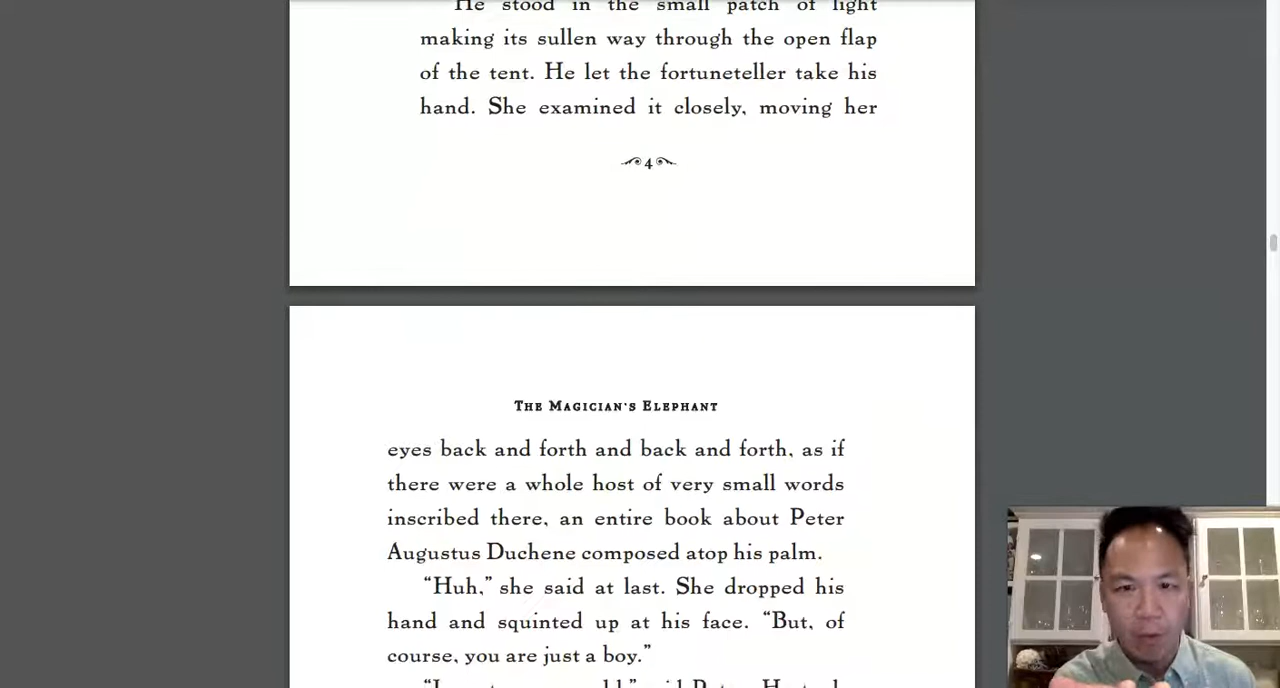 He stood in the small patch of light
making its sullen way through the open flap
of the tent. He let the fortuneteller take his
hand. She examined it closely, moving her
4
The Magician's Elephant
eyes back and forth and back and forth, as if
there were a whole host of very small words
inscribed there, an entire book about Peter
Augustus Duchene composed atop his palm.
“Huh,” she said at last. She dropped his
hand and squinted up at his face. “But, of
course, you are just a boy.”